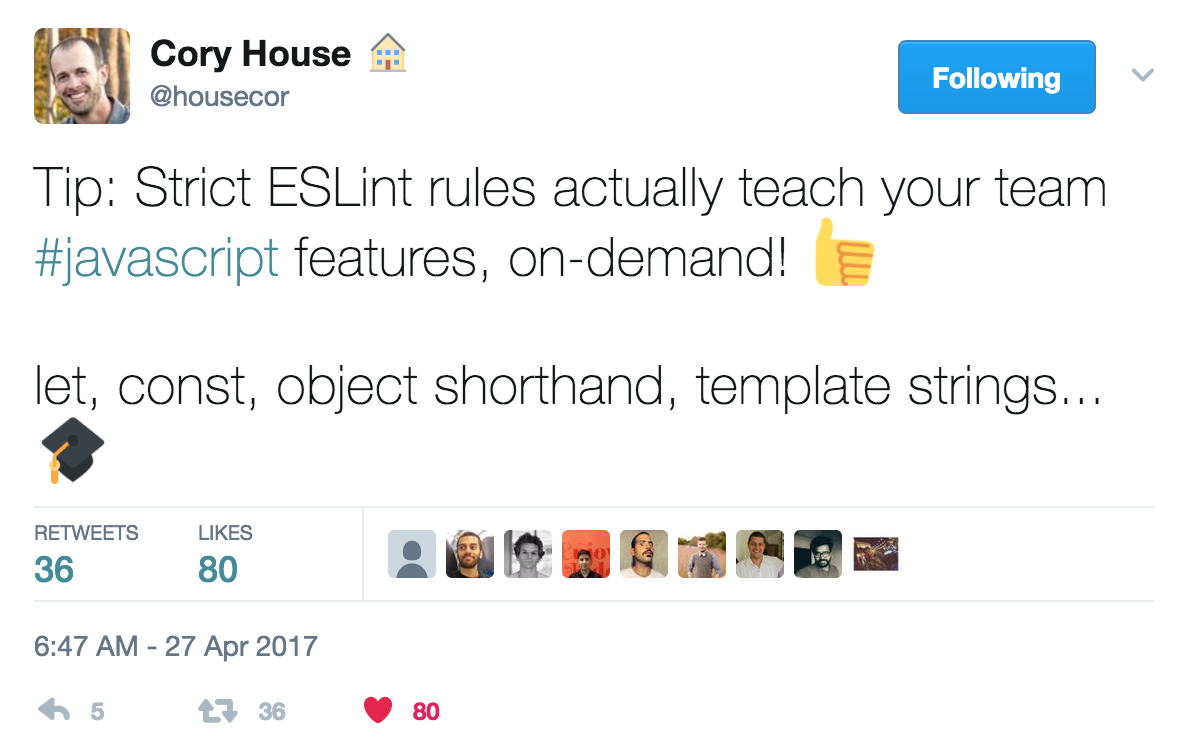 Cory House 🏠
@housecor
Following
Tip: Strict ESLint rules actually teach your team
#javascript features, on-demand! 👍
let, const, object shorthand, template strings...
🎓
RETWEETS
36
LIKES
80
6:47 AM - 27 Apr 2017
5
36
80